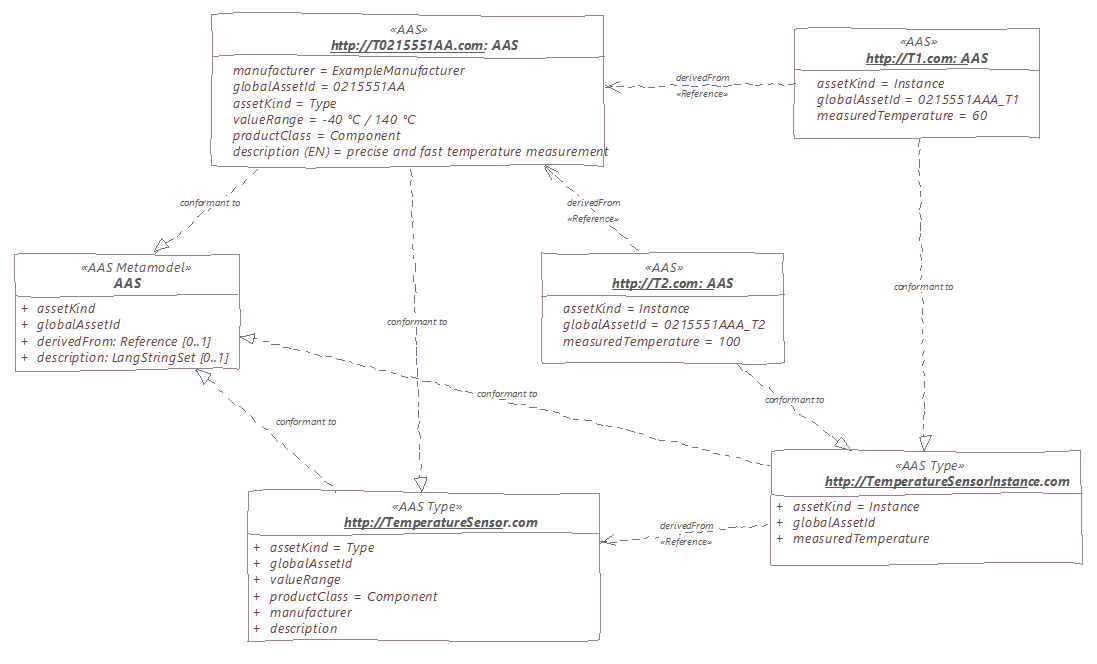 «AAS»
http://T0215551AA.com: AAS
manufacturer = ExampleManufacturer
globalAssetId = 0215551AA
assetKind = Type
valueRange = -40 °C / 140 °C
productClass = Component
description (EN) = precise and fast temperature measurement
«AAS»
http://T1.com: AAS
assetKind = Instance
globalAssetId = 0215551AAA_T1
measuredTemperature = 60
derivedFrom
«Reference»
conformant to
derivedFrom
«Reference»
«AAS Metamodel»
AAS
+ assetKind
+ globalAssetId
+ derivedFrom: Reference [0..1]
+ description: LangStringSet [0..1]
«AAS»
http://T2.com: AAS
assetKind = Instance
globalAssetId = 0215551AAA_T2
measuredTemperature = 100
conformant to
conformant to
conformant to
conformant to
conformant to
«AAS Type»
http://TemperatureSensorInstance.com
+ assetKind = Instance
+ globalAssetId
+ measuredTemperature
«AAS Type»
http://TemperatureSensor.com
+ assetKind = Type
+ globalAssetId
+ valueRange
+ productClass = Component
+ manufacturer
+ description
derivedFrom
«Reference»